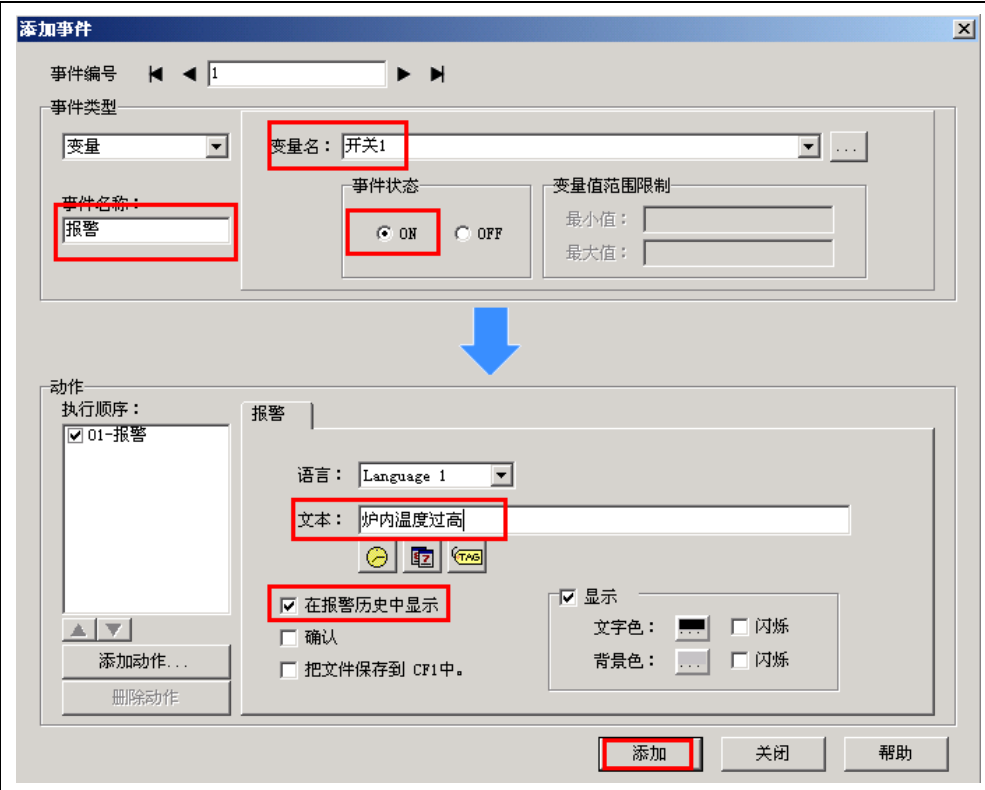 添加事件
事件编号 1
事件类型
变量
变量名： 开关1
...
事件状态
变量值范围限制
事件名称：
报警
ON OFF
最小值：
最大值：
动作
执行顺序：
报警
01-报警
语言： Language 1
文本： 炉内温度过高
TAG
在报警历史中显示
显示
确认
文字色： ... 闪烁
把文件保存到 CF1中。
背景色： ... 闪烁
添加动作...
删除动作
添加 关闭 帮助